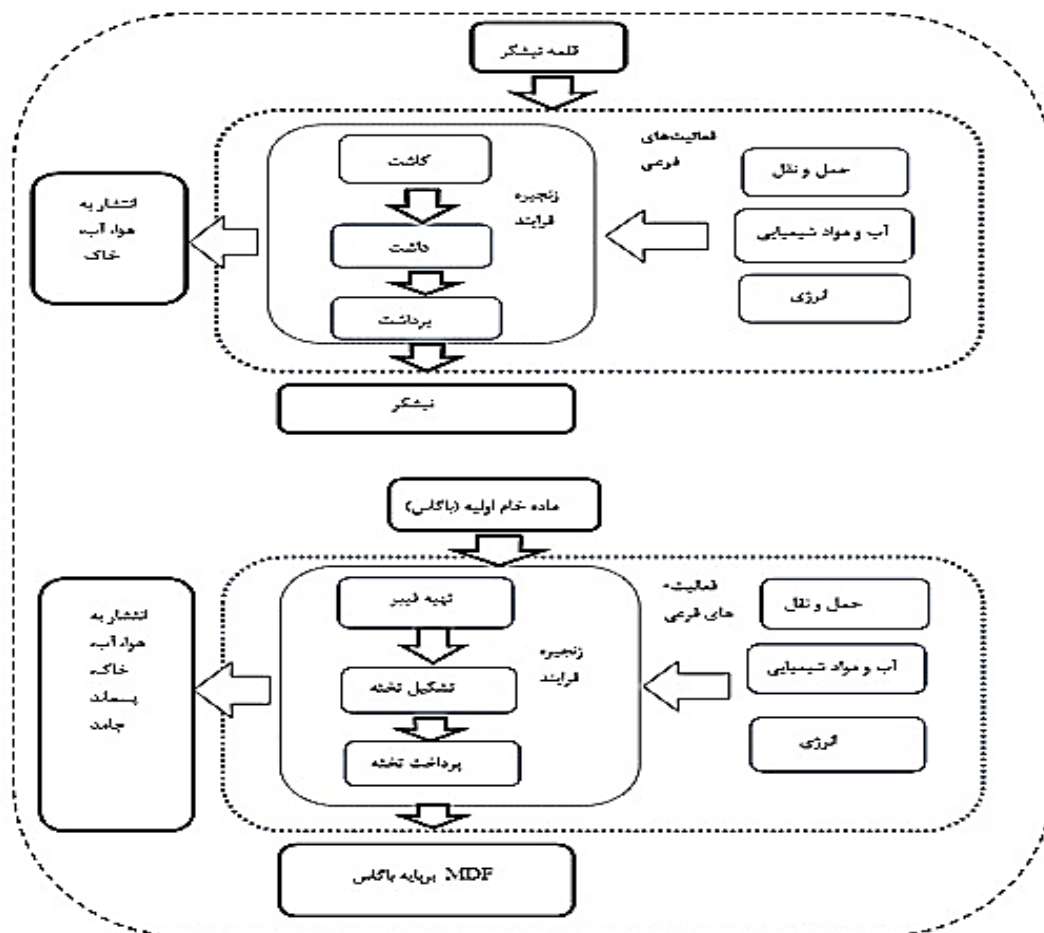 قلمه نیشکر
فعالیت‌های
فرعی
حمل و نقل
آب و مواد شیمیایی
انرژی
زنجیره
فرایند
کاشت
داشت
برداشت
انتشار به
هوا، آب،
خاک
نیشکر
ماده خام اولیه (باگاس)
فعالیت‌
های فرعی
حمل و نقل
آب و مواد شیمیایی
انرژی
زنجیره
فرایند
تهیه فیبر
تشکیل تخته
پرداخت تخته
انتشار به
هوا، آب،
خاک،
پسماند
جامد
MDF برپایه باگاس